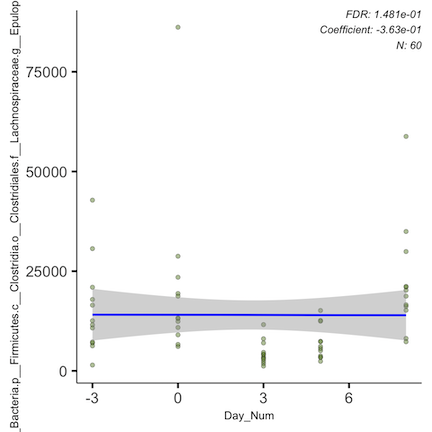 FDR: 1.481e-01
Coefficient: -3.63e-01
N: 60
_Bacteria.p__Firmicutes.c__Clostridia.o__Clostridiales.f__Lachnospiraceae.g__Epulop
75000
50000
25000
0
-3
0
3
6
Day_Num